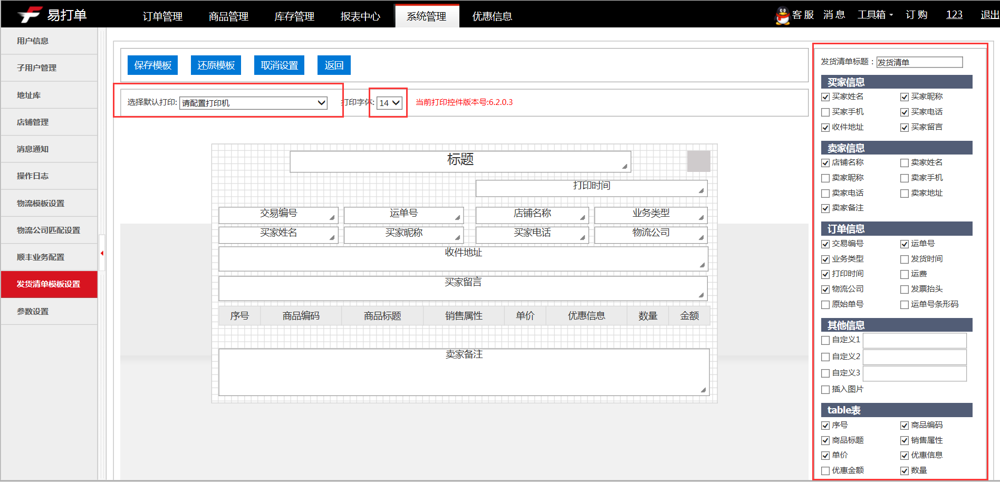 易打单
订单管理 商品管理 库存管理 报表中心 系统管理 优惠信息
客 服 消 息 工具箱 订 购 123 退出
用户信息
子用户管理
地址库
店铺管理
消息通知
操作日志
物流模板设置
物流公司匹配设置
顺丰业务配置
发货清单模板设置
参数设置
保存模板 还原模板 取消设置 返回
选择默认打印: 请配置打印机 打印字体: 14 当前打印控件版本号:6.2.0.3
标题
打印时间
交易编号 运单号 店铺名称 业务类型
买家姓名 买家昵称 买家电话 物流公司
收件地址
买家留言
序号 商品编码 商品标题 销售属性 单价 优惠信息 数量 金额
卖家备注
发货清单标题： 发货清单
买家信息
买家姓名 买家昵称
买家手机 买家电话
收件地址 买家留言
卖家信息
店铺名称 卖家姓名
卖家昵称 卖家手机
卖家电话 卖家地址
卖家备注
订单信息
交易编号 运单号
业务类型 发货时间
打印时间 运费
物流公司 发票抬头
原始单号 运单号条形码
其他信息
自定义1
自定义2
自定义3
插入图片
table表
序号 商品编码
商品标题 销售属性
单价 优惠信息
优惠金额 数量